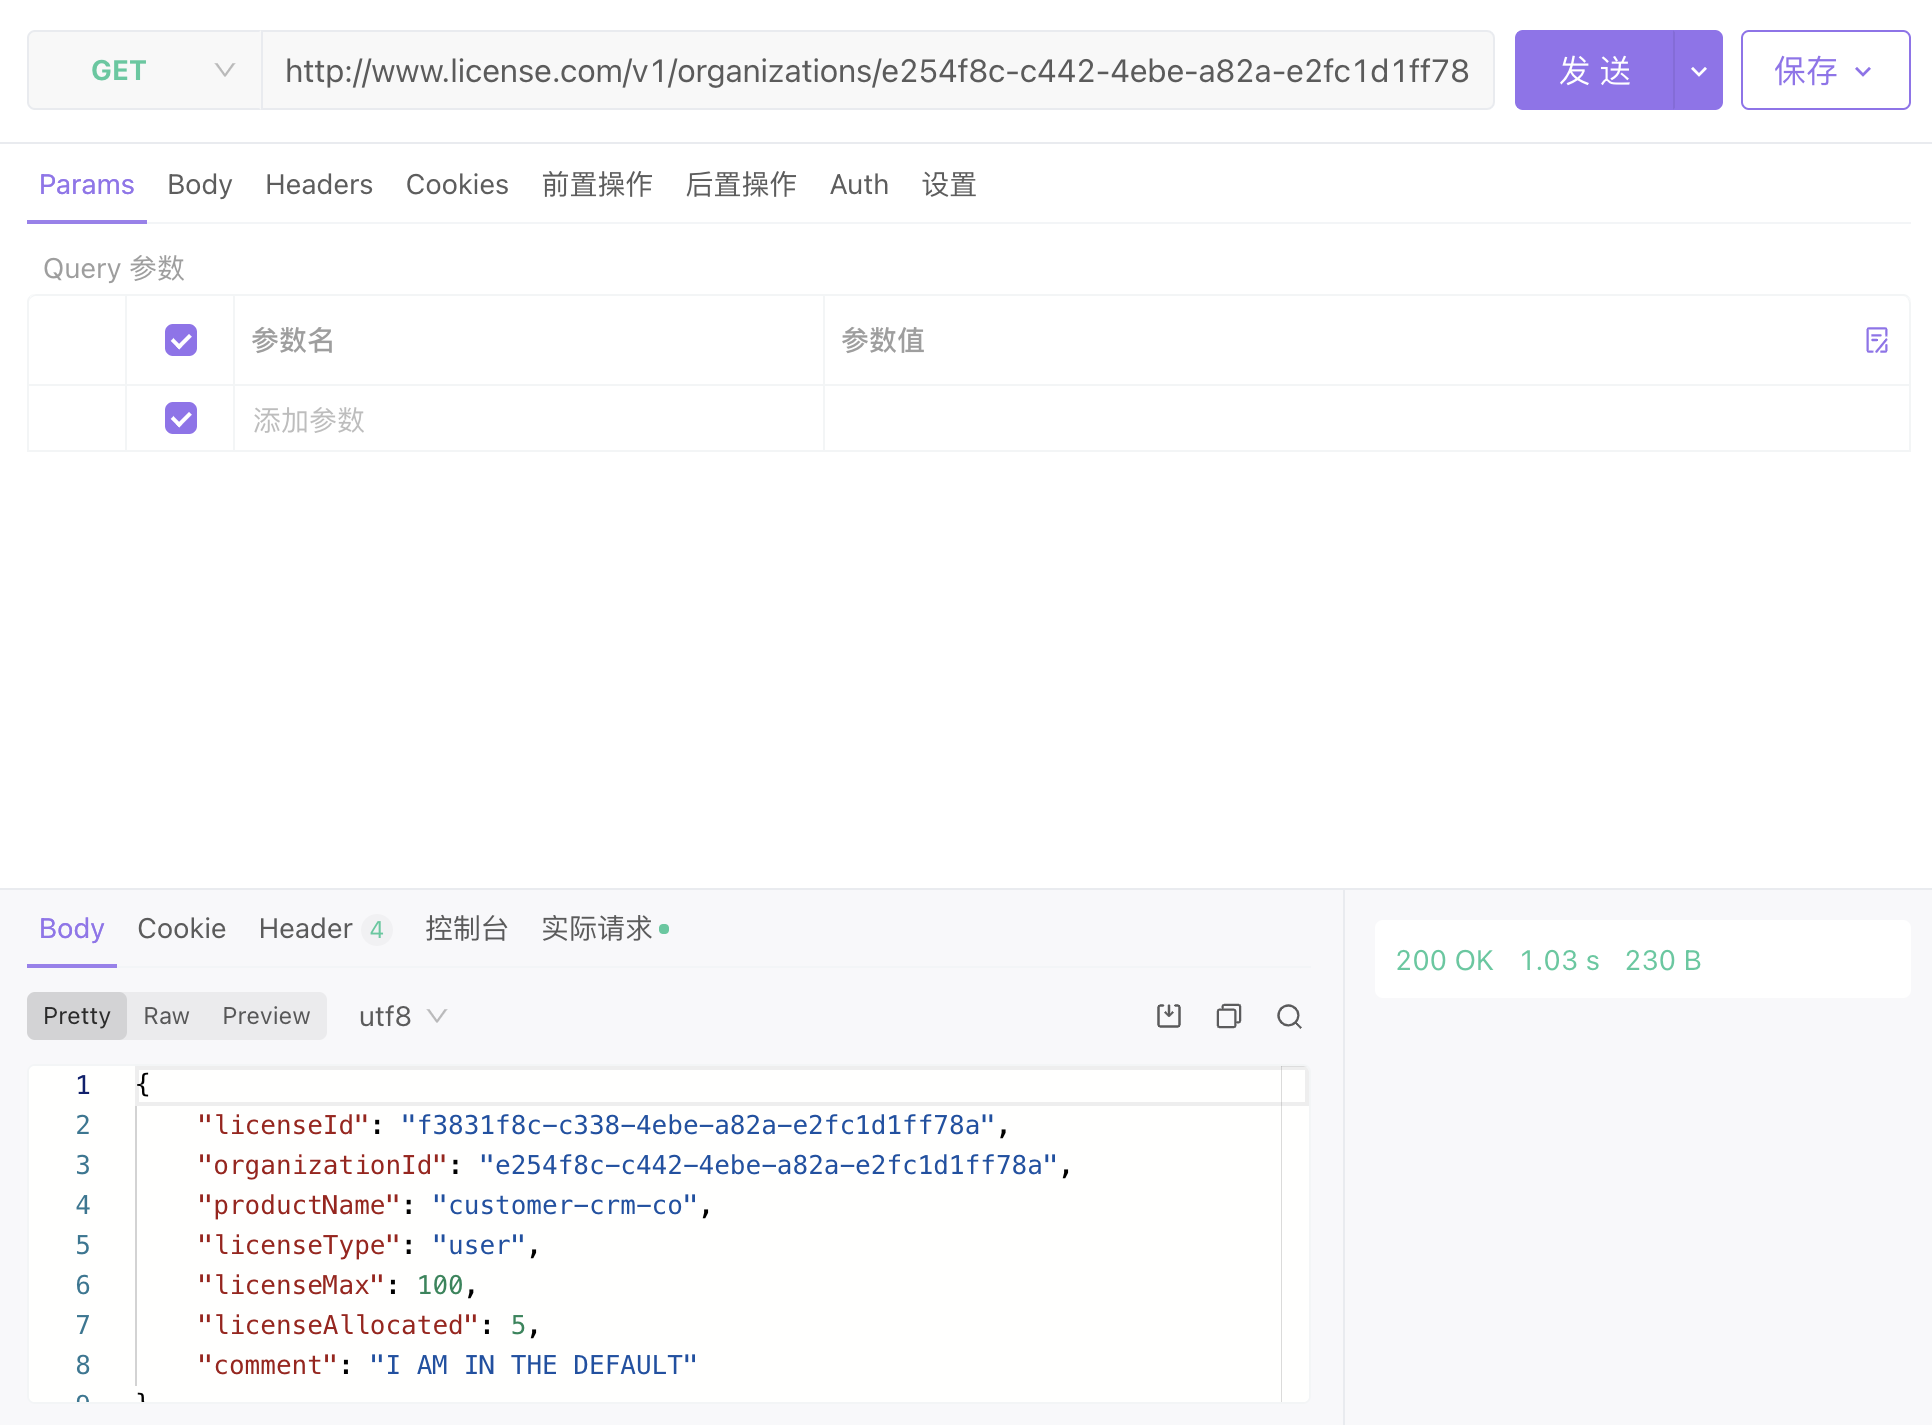 GET http://www.license.com/v1/organizations/e254f8c-c442-4ebe-a82a-e2fc1d1ff78 发 送 保存
Params Body Headers Cookies 前置操作 后置操作 Auth 设置
Query 参数
参数名 参数值
添加参数
Body Cookie Header 4 控制台 实际请求
200 OK 1.03 s 230 B
Pretty Raw Preview utf8
1 {
2 "licenseId": "f3831f8c-c338-4ebe-a82a-e2fc1d1ff78a",
3 "organizationId": "e254f8c-c442-4ebe-a82a-e2fc1d1ff78a",
4 "productName": "customer-crm-co",
5 "licenseType": "user",
6 "licenseMax": 100,
7 "licenseAllocated": 5,
8 "comment": "I AM IN THE DEFAULT"
9 }